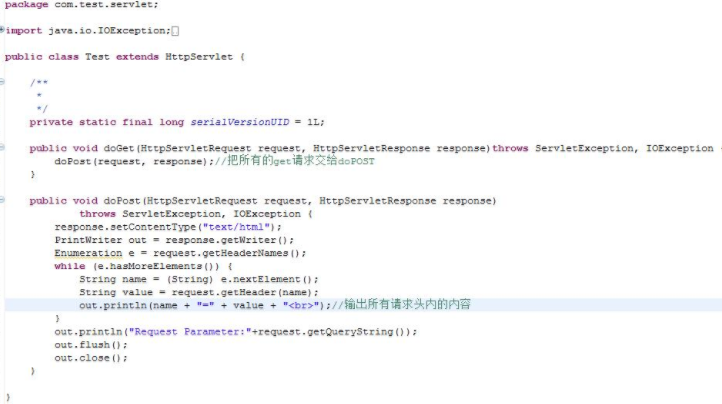 package com.test.servlet;
import java.io.IOException;
public class Test extends HttpServlet {
/**
*
*/
private static final long serialVersionUID = 1L;
public void doGet(HttpServletRequest request, HttpServletResponse response)throws ServletException, IOException {
doPost(request, response);//把所有的get请求交给doPOST
}
public void doPost(HttpServletRequest request, HttpServletResponse response)
throws ServletException, IOException {
response.setContentType("text/html");
PrintWriter out = response.getWriter();
Enumeration e = request.getHeaderNames();
while (e.hasMoreElements()) {
String name = (String) e.nextElement();
String value = request.getHeader(name);
out.println(name + "=" + value + "<br>");//输出所有请求头内的内容
}
out.println("Request Parameter:"+request.getQueryString());
out.flush();
out.close();
}
}